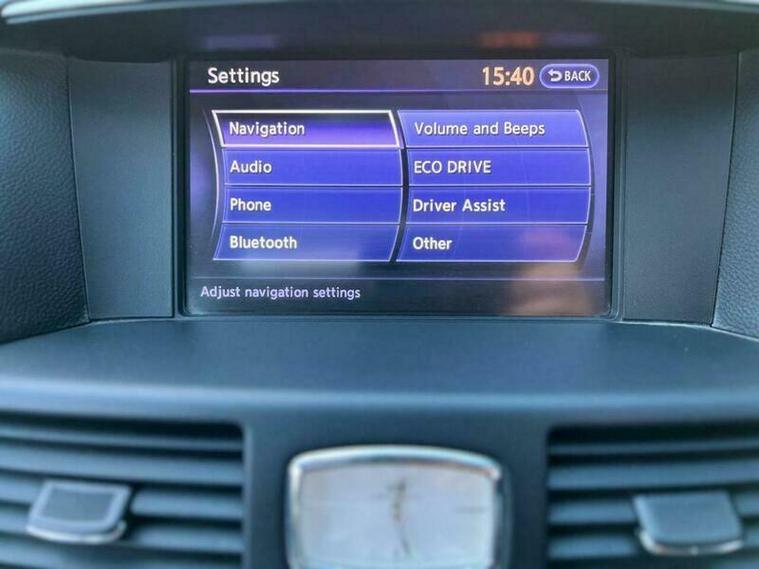 Settings
15:40
BACK
Navigation
Volume and Beeps
Audio
ECO DRIVE
Phone
Driver Assist
Bluetooth
Other
Adjust navigation settings